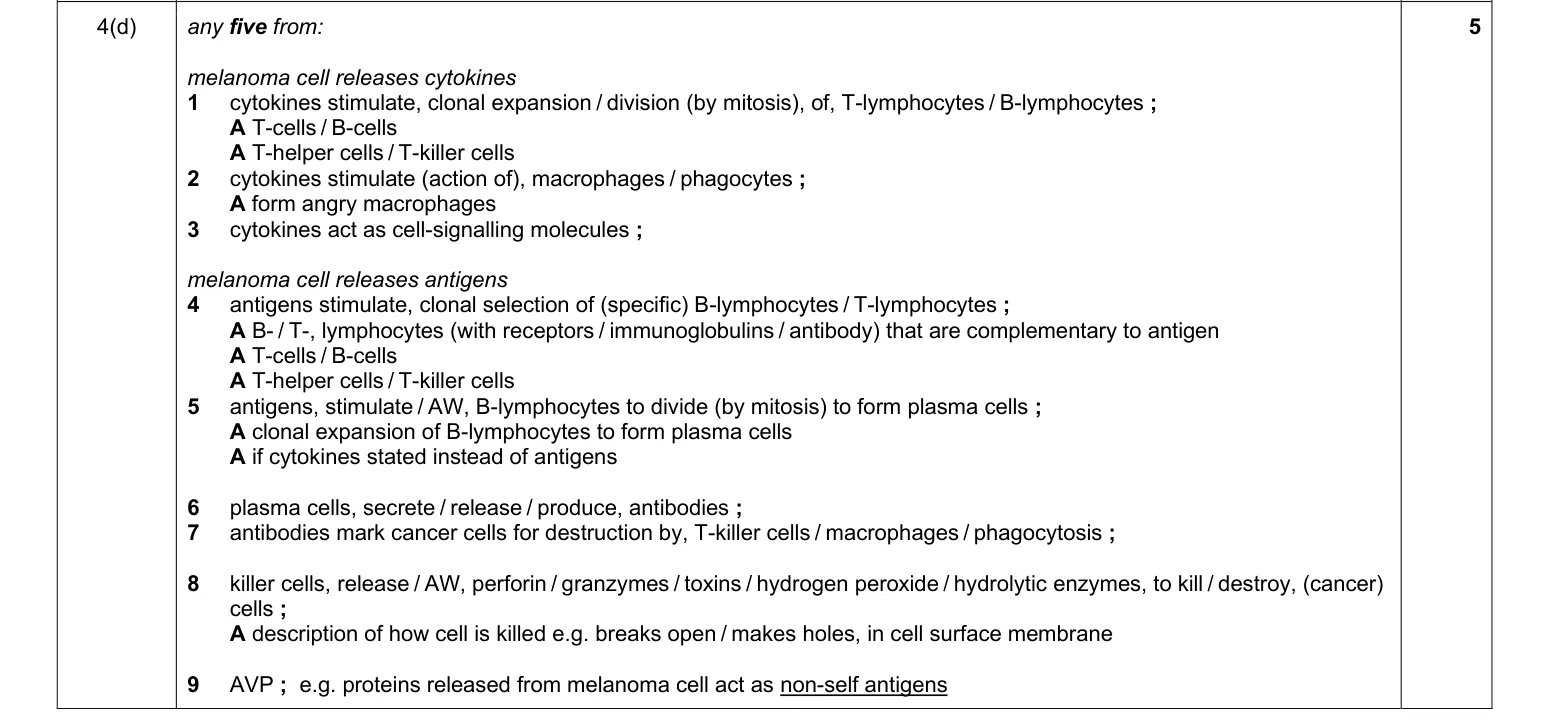 4(d) any five from: 5
melanoma cell releases cytokines
1 cytokines stimulate, clonal expansion / division (by mitosis), of, T-lymphocytes / B-lymphocytes ;
A T-cells / B-cells
A T-helper cells / T-killer cells
2 cytokines stimulate (action of), macrophages / phagocytes ;
A form angry macrophages
3 cytokines act as cell-signalling molecules ;
melanoma cell releases antigens
4 antigens stimulate, clonal selection of (specific) B-lymphocytes / T-lymphocytes ;
A B- / T-, lymphocytes (with receptors / immunoglobulins / antibody) that are complementary to antigen
A T-cells / B-cells
A T-helper cells / T-killer cells
5 antigens, stimulate / AW, B-lymphocytes to divide (by mitosis) to form plasma cells ;
A clonal expansion of B-lymphocytes to form plasma cells
A if cytokines stated instead of antigens
6 plasma cells, secrete / release / produce, antibodies ;
7 antibodies mark cancer cells for destruction by, T-killer cells / macrophages / phagocytosis ;
8 killer cells, release / AW, perforin / granzymes / toxins / hydrogen peroxide / hydrolytic enzymes, to kill / destroy, (cancer)
cells ;
A description of how cell is killed e.g. breaks open / makes holes, in cell surface membrane
9 AVP ; e.g. proteins released from melanoma cell act as non-self antigens